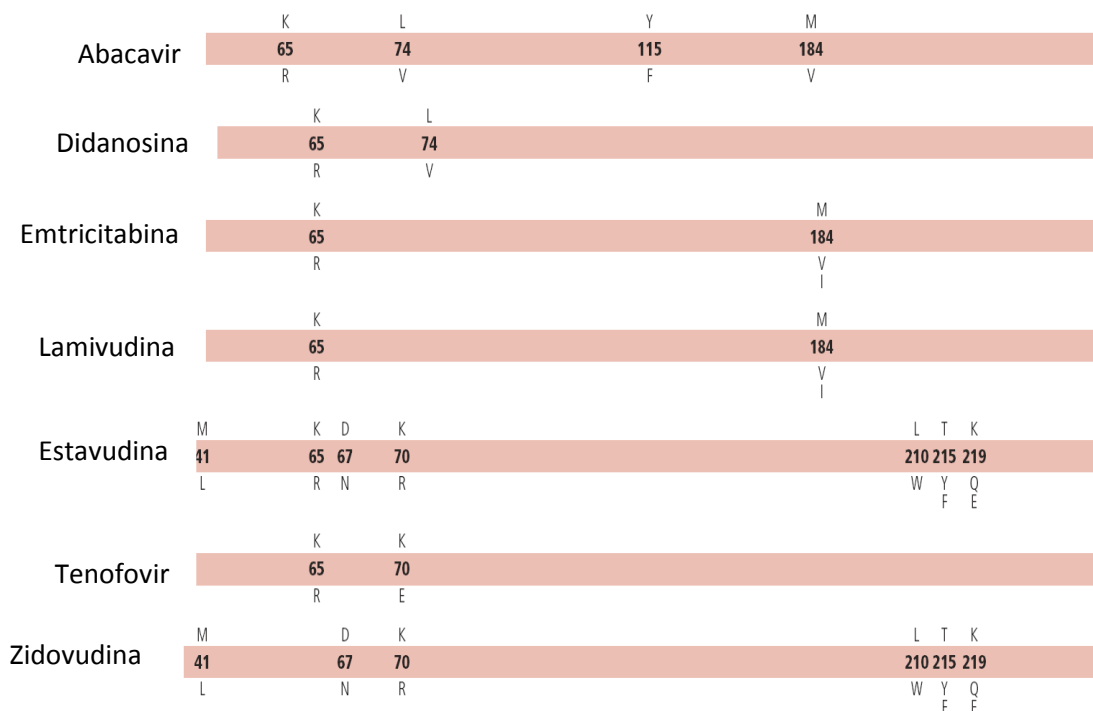 K L Y M
Abacavir 65 74 115 184
R V F V
K L
Didanosina 65 74
R V
K M
Emtricitabina 65 184
R V
I
K M
Lamivudina 65 184
R V
I
M K D K L T K
Estavudina 41 65 67 70 210 215 219
L R N R W Y Q
F E
K K
Tenofovir 65 70
R E
M D K L T K
Zidovudina 41 67 70 210 215 219
L N R W Y Q